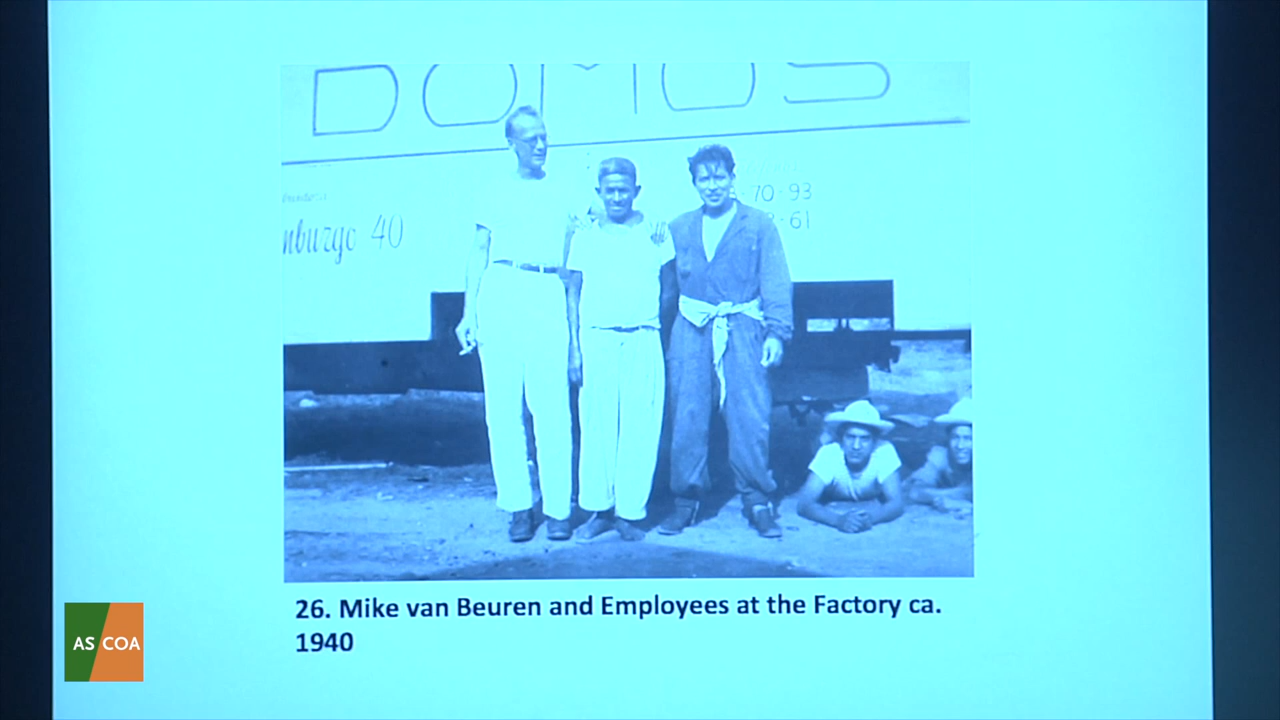 DOMUS
nburgo 40
70-93
61
26. Mike van Beuren and Employees at the Factory ca.
1940
AS COA